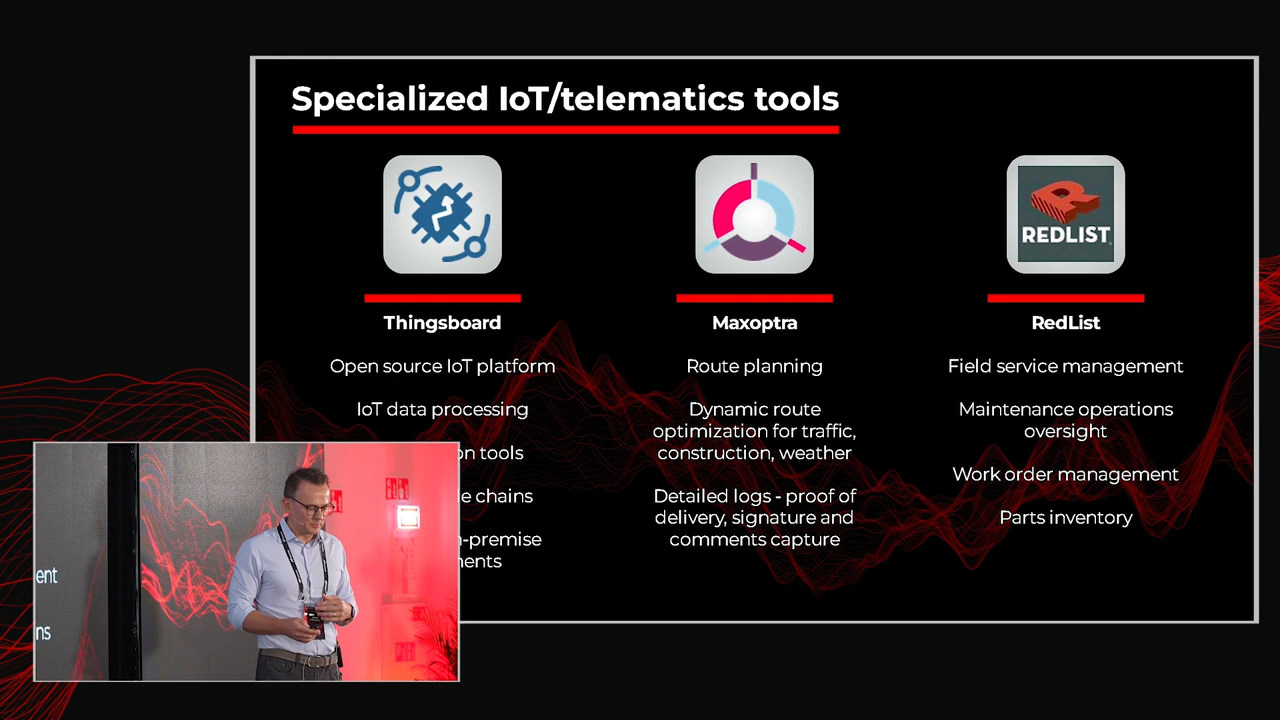 Specialized IoT/telematics tools
REDLIST
Thingsboard
Open source IoT platform
IoT data processing
on tools
e chains
n-premise
ments
Maxoptra
Route planning
Dynamic route
optimization for traffic,
construction, weather
Detailed logs - proof of
delivery, signature and
comments capture
RedList
Field service management
Maintenance operations
oversight
Work order management
Parts inventory
ent
ns